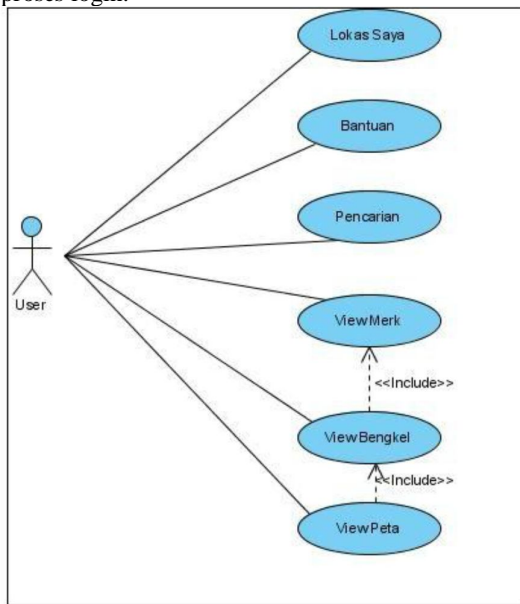 proses login.
Lokas Saya
Bantuan
Pencarian
User
ViewMerk
<<Include>>
ViewBengkel
<<Include>>
ViewPeta